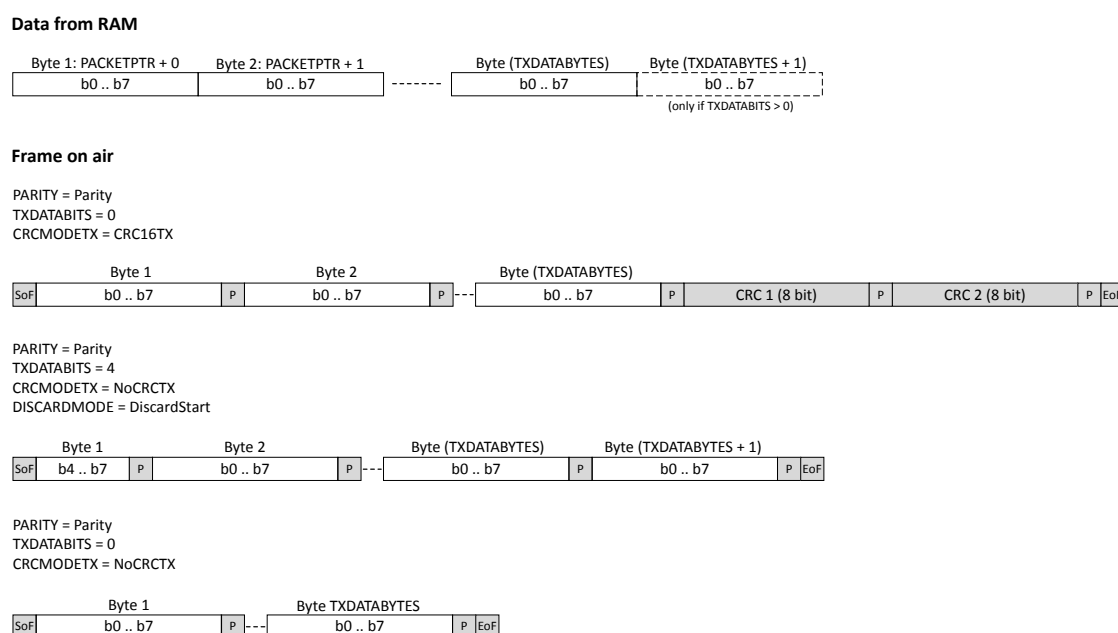 Data from RAM
Byte 1: PACKETPTR + 0 Byte 2: PACKETPTR + 1 Byte (TXDATABYTES) Byte (TXDATABYTES + 1)
b0 .. b7 b0 .. b7 b0 .. b7 b0 .. b7
(only if TXDATABITS > 0)
Frame on air
PARITY = Parity
TXDATABITS = 0
CRCMODETX = CRC16TX
Byte 1 Byte 2 Byte (TXDATABYTES)
SoF b0 .. b7 P b0 .. b7 P b0 .. b7 P CRC 1 (8 bit) P CRC 2 (8 bit) P EoF
PARITY = Parity
TXDATABITS = 4
CRCMODETX = NoCRCTX
DISCARDMODE = DiscardStart
Byte 1 Byte 2 Byte (TXDATABYTES) Byte (TXDATABYTES + 1)
SoF b4 .. b7 P b0 .. b7 P b0 .. b7 P b0 .. b7 P EoF
PARITY = Parity
TXDATABITS = 0
CRCMODETX = NoCRCTX
Byte 1 Byte TXDATABYTES
SoF b0 .. b7 P b0 .. b7 P EoF